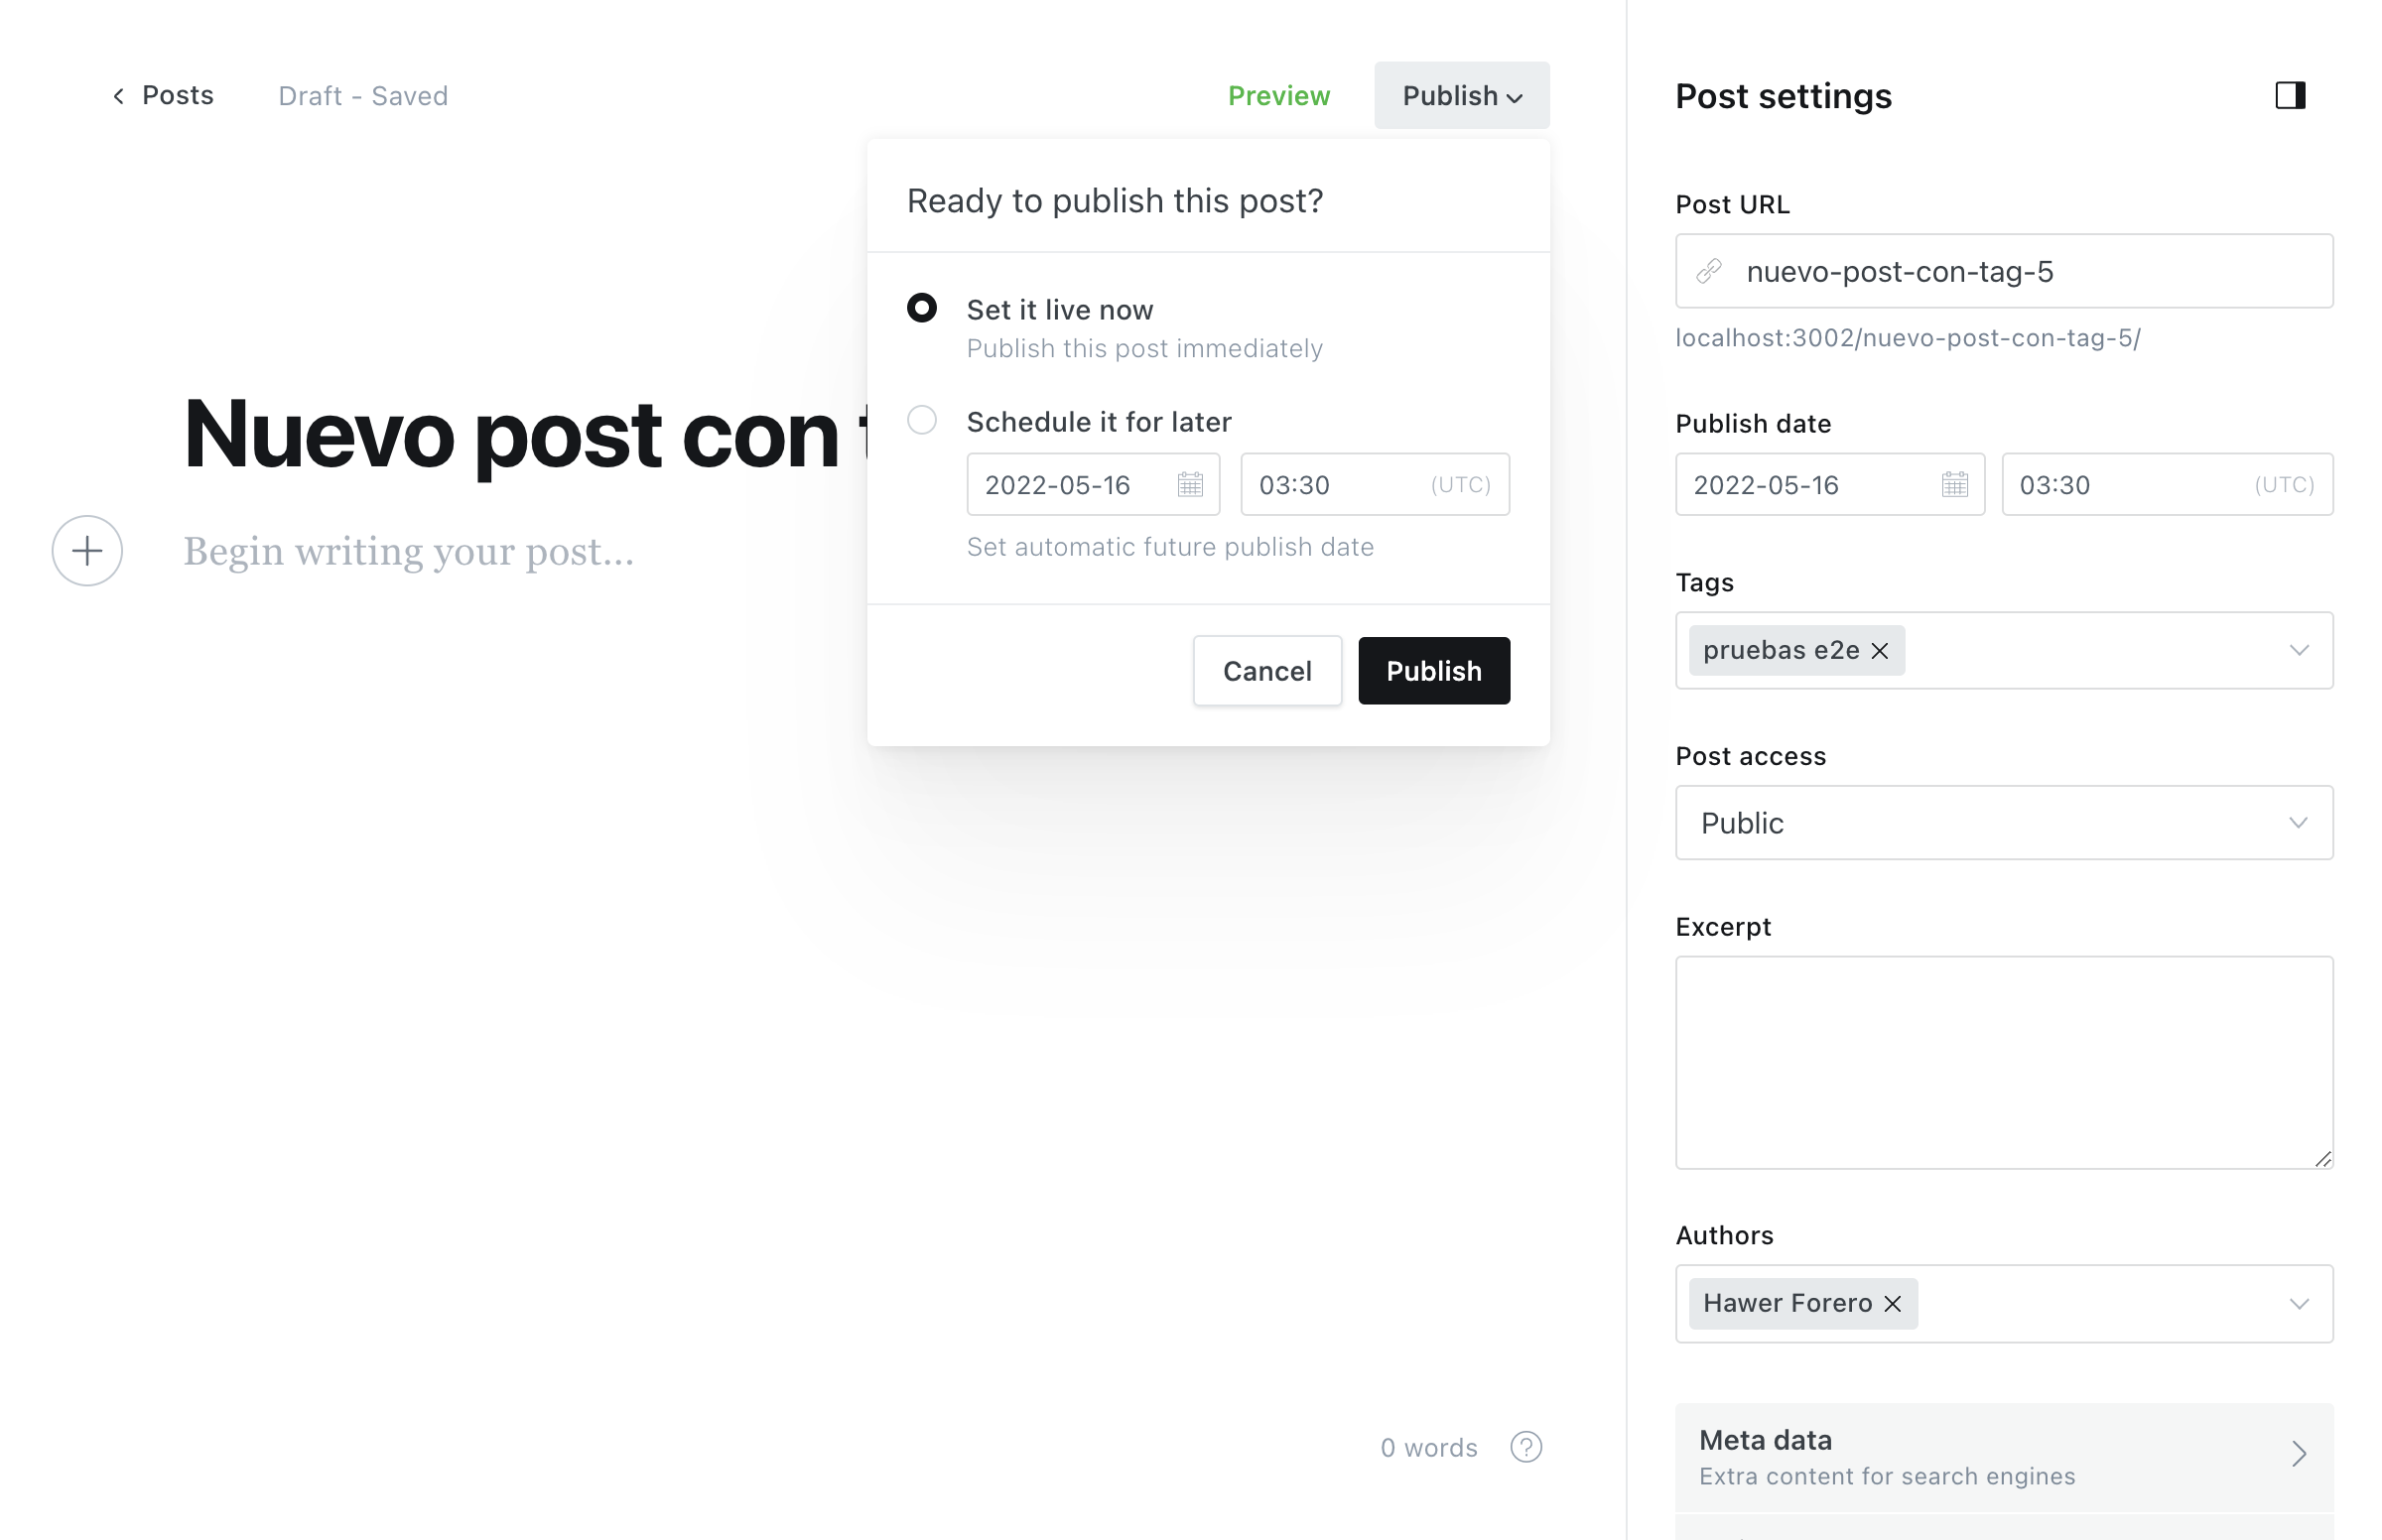 Posts
Draft - Saved
Preview
Publish
Ready to publish this post?
Set it live now
Publish this post immediately
Schedule it for later
2022-05-16
03:30
(UTC)
Set automatic future publish date
Cancel
Publish
Nuevo post con
Begin writing your post...
0 words
?
Post settings
Post URL
nuevo-post-con-tag-5
localhost:3002/nuevo-post-con-tag-5/
Publish date
2022-05-16
03:30
(UTC)
Tags
pruebas e2e
Post access
Public
Excerpt
Authors
Hawer Forero
Meta data
Extra content for search engines